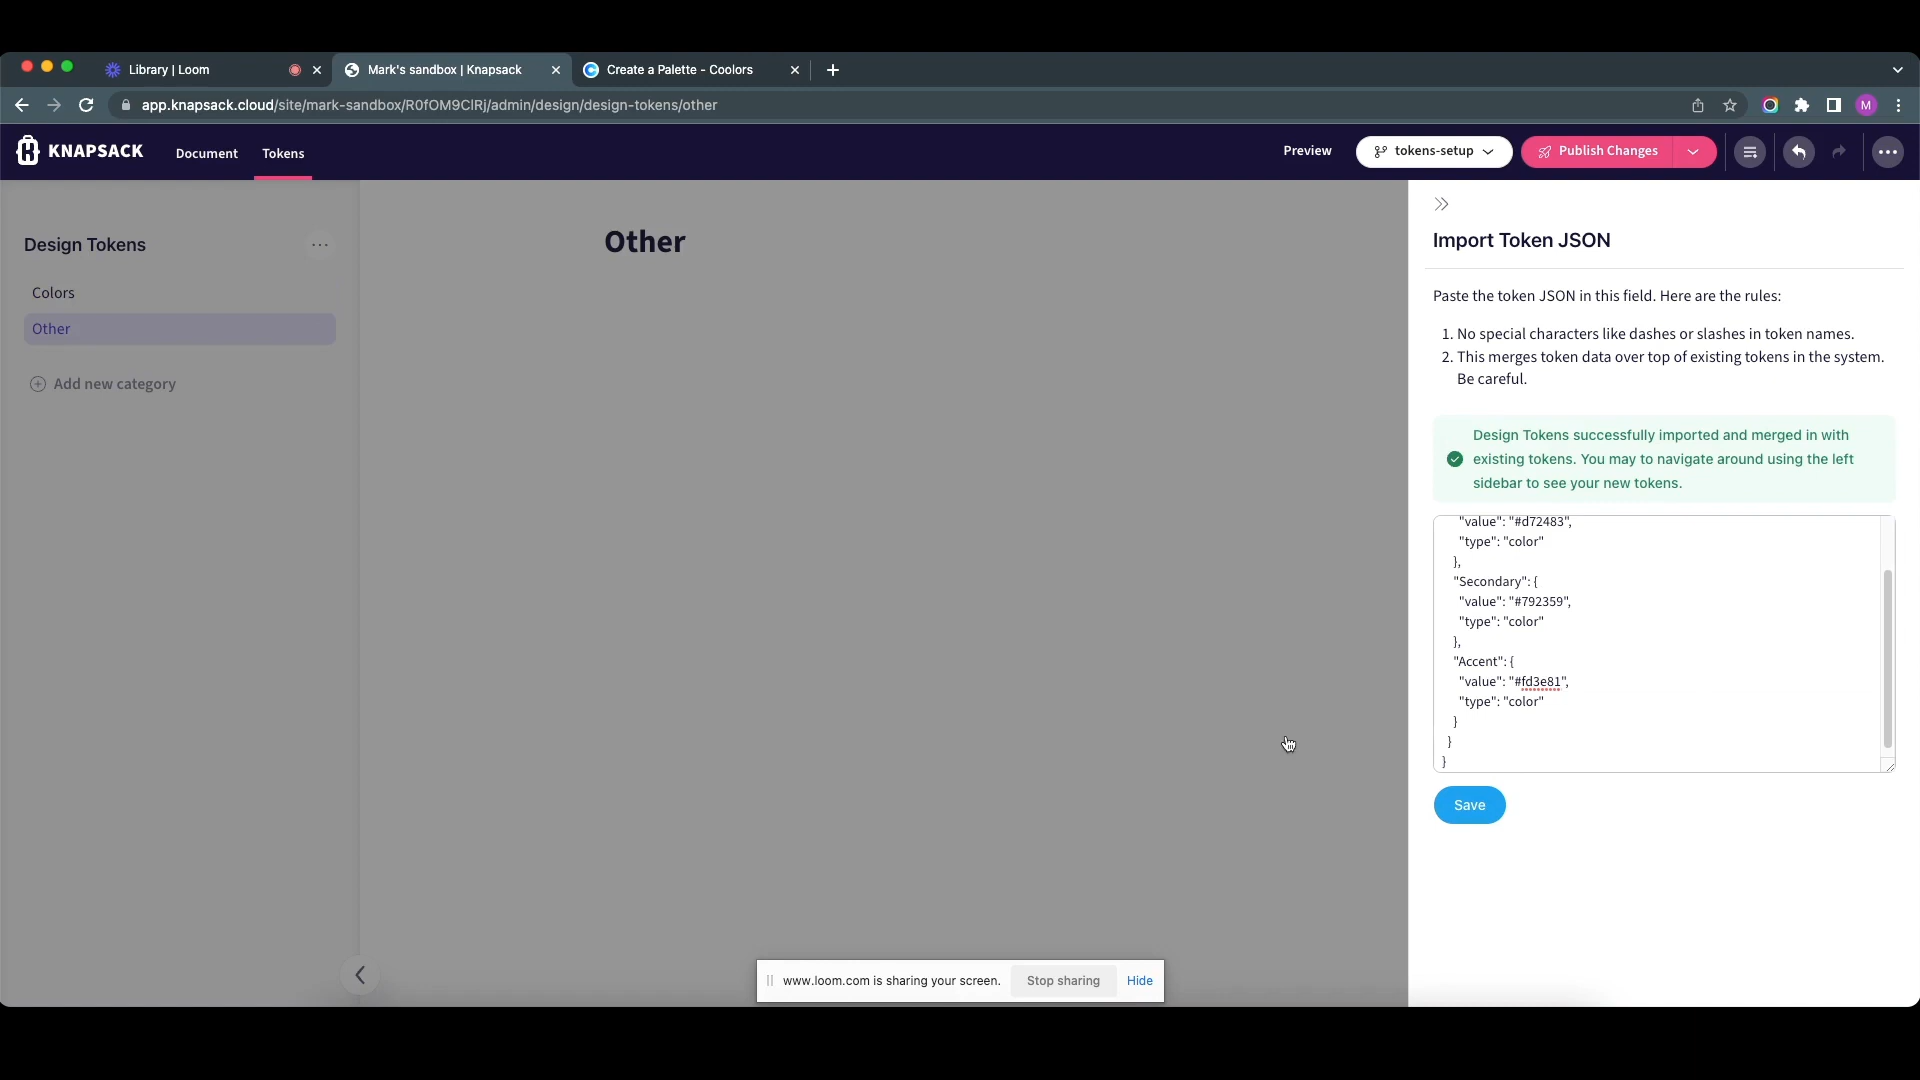 Library | Loom
Mark's sandbox | Knapsack
Create a Palette - Coolors
app.knapsack.cloud/site/mark-sandbox/R0fOM9ClRj/admin/design/design-tokens/other
M
KNAPSACK
Document
Tokens
Preview
tokens-setup
Publish Changes
Design Tokens
Colors
Other
Add new category
Other
Import Token JSON
Paste the token JSON in this field. Here are the rules:
1. No special characters like dashes or slashes in token names.
2. This merges token data over top of existing tokens in the system.
Be careful.
Design Tokens successfully imported and merged in with
existing tokens. You may to navigate around using the left
sidebar to see your new tokens.
"value": "#d72483",
"type": "color"
},
"Secondary": {
"value": "#792359",
"type": "color"
},
"Accent": {
"value": "#fd3e81",
"type": "color"
}
}
}
Save
www.loom.com is sharing your screen.
Stop sharing
Hide